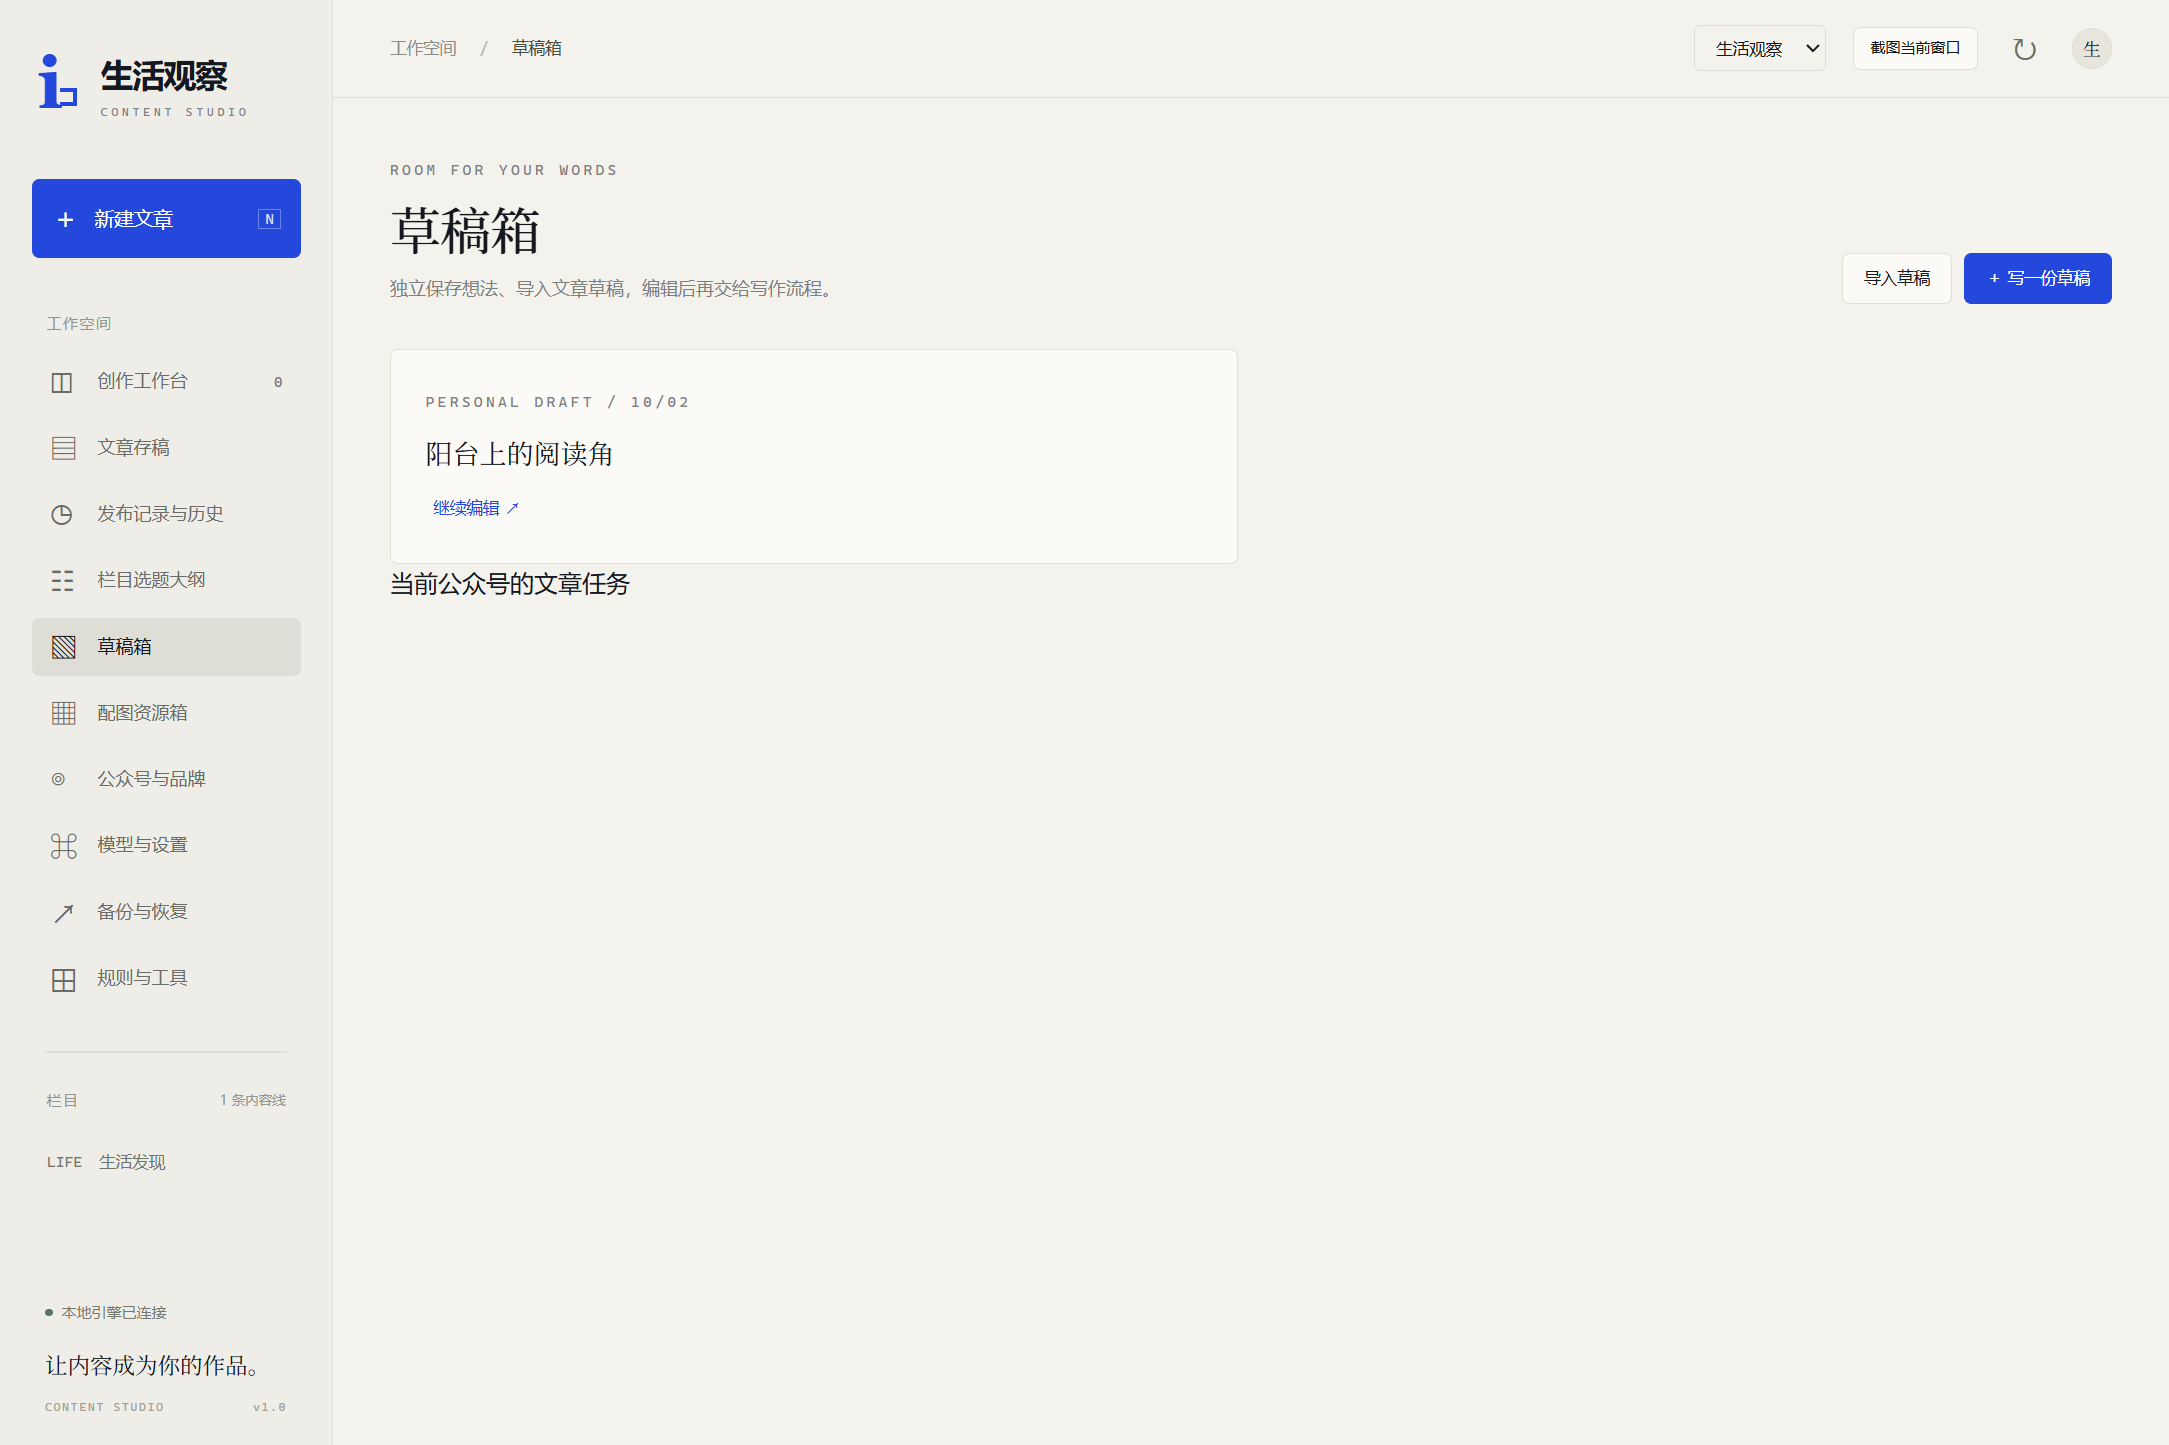 生活观察
CONTENT STUDIO
+ 新建文章 N
工作空间
创作工作台 0
文章存稿
发布记录与历史
栏目选题大纲
草稿箱
配图资源箱
公众号与品牌
模型与设置
备份与恢复
规则与工具
栏目 1 条内容线
LIFE 生活发现
本地引擎已连接
让内容成为你的作品。
CONTENT STUDIO v1.0
工作空间 / 草稿箱
生活观察 截图当前窗口 ↻ 生
ROOM FOR YOUR WORDS
草稿箱
独立保存想法、导入文章草稿，编辑后再交给写作流程。
导入草稿 + 写一份草稿
PERSONAL DRAFT / 10/02
阳台上的阅读角
继续编辑 ↗
当前公众号的文章任务